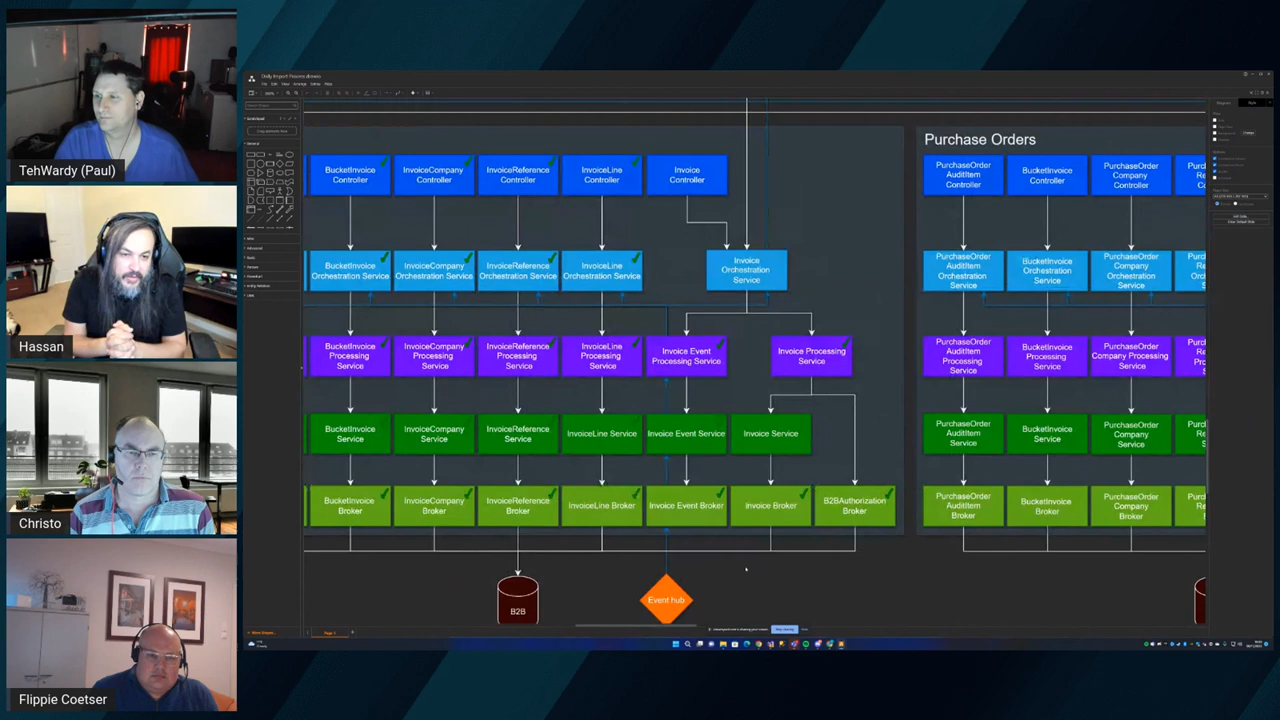 TehWardy (Paul)
Hassan
Christo
Flippie Coetser
Daily Import Process.drawio
Purchase Orders
BucketInvoice
Controller
InvoiceCompany
Controller
InvoiceReference
Controller
InvoiceLine
Controller
Invoice
Controller
PurchaseOrder
AuditItem
Controller
BucketInvoice
Controller
PurchaseOrder
Company
Controller
BucketInvoice
Orchestration Service
InvoiceCompany
Orchestration Service
InvoiceReference
Orchestration Service
InvoiceLine
Orchestration Service
Invoice
Orchestration
Service
PurchaseOrder
AuditItem
Orchestration
Service
BucketInvoice
Orchestration
Service
PurchaseOrder
Company
Orchestration
Service
BucketInvoice
Processing
Service
InvoiceCompany
Processing
Service
InvoiceReference
Processing
Service
InvoiceLine
Processing
Service
Invoice Event
Processing Service
Invoice Processing
Service
PurchaseOrder
AuditItem
Processing
Service
BucketInvoice
Processing
Service
PurchaseOrder
Company Processing
Service
BucketInvoice
Service
InvoiceCompany
Service
InvoiceReference
Service
InvoiceLine Service
Invoice Event Service
Invoice Service
PurchaseOrder
AuditItem
Service
BucketInvoice
Service
PurchaseOrder
Company
Service
BucketInvoice
Broker
InvoiceCompany
Broker
InvoiceReference
Broker
InvoiceLine Broker
Invoice Event Broker
Invoice Broker
B2BAuthorization
Broker
PurchaseOrder
AuditItem
Broker
BucketInvoice
Broker
PurchaseOrder
Company
Broker
B2B
Event hub
Page-1